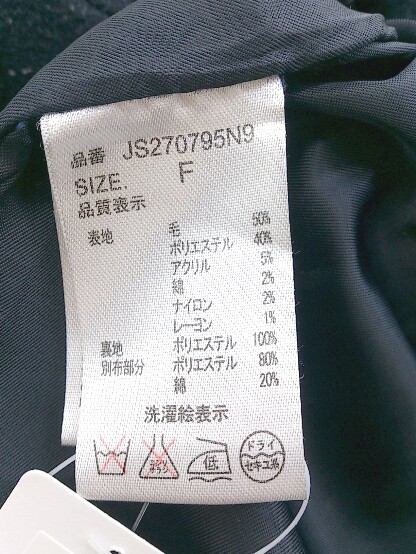 品番 JS270795N9
SIZE. F
品質表示
表地 毛 50%
ポリエステル 40%
アクリル 5%
綿 2%
ナイロン 2%
レーヨン 1%
裏地 ポリエステル 100%
別布部分 ポリエステル 80%
綿 20%
洗濯絵表示
低 ドライ
セキユ系